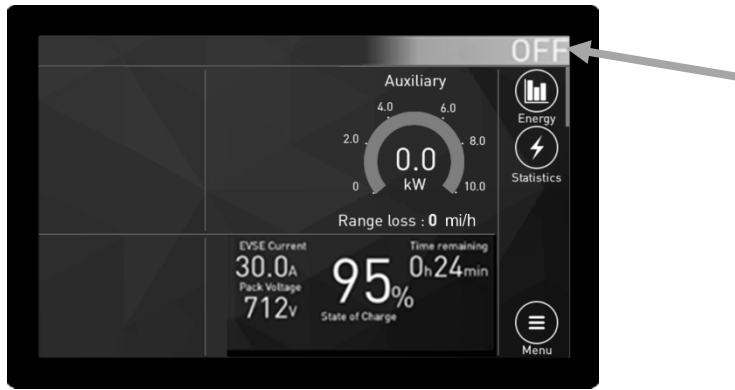 OFF
Auxiliary
4.0 6.0
2.0 8.0
0.0
kW
0 10.0
Range loss : 0 mi/h
Energy
Statistics
EVSE Current
30.0A
Pack Voltage
712v
95%
State of Charge
Time remaining
0h24min
Menu